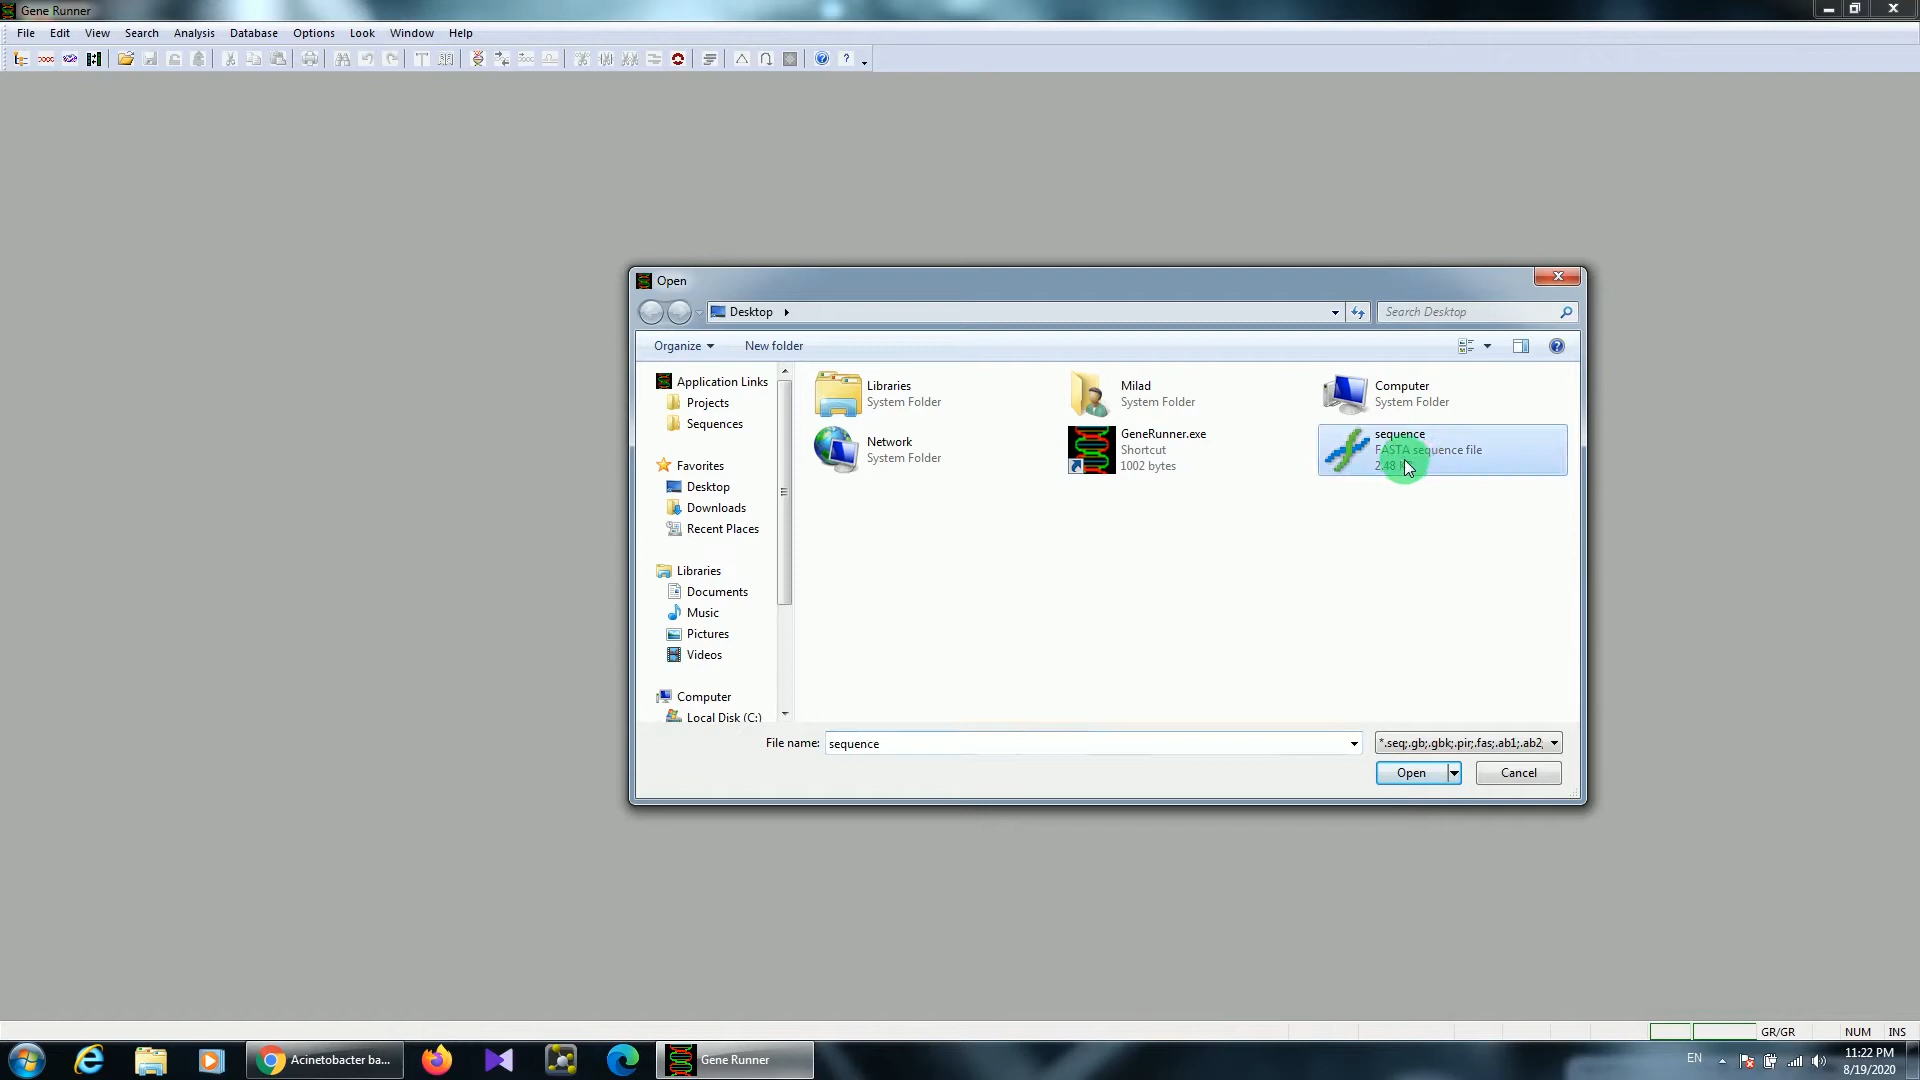 Gene Runner
File Edit View Search Analysis Database Options Look Window Help
Open
Desktop
Search Desktop
Organize New folder
Application Links
Projects
Sequences
Favorites
Desktop
Downloads
Recent Places
Libraries
Documents
Music
Pictures
Videos
Computer
Local Disk (C:)
Libraries
System Folder
Milad
System Folder
Computer
System Folder
Network
System Folder
GeneRunner.exe
Shortcut
1002 bytes
sequence
FASTA sequence file
2.48
File name: sequence
*.seq;.gb;.gbk;.pir;.fas;.ab1;.ab2
Open Cancel
GR/GR NUM INS
Acinetobacter ba...
Gene Runner
EN
11:22 PM
8/19/2020